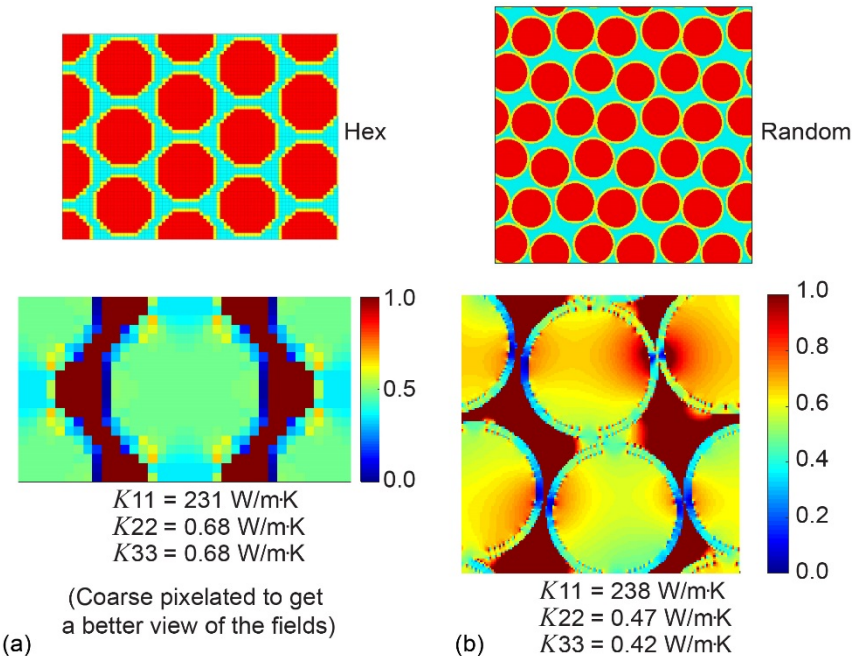 Hex
Random
1.0
0.5
0.0
1.0
0.8
0.6
0.4
0.2
0.0
K11 = 231 W/m·K
K22 = 0.68 W/m·K
K33 = 0.68 W/m·K
(Coarse pixelated to get
a better view of the fields)
(a)
K11 = 238 W/m·K
K22 = 0.47 W/m·K
K33 = 0.42 W/m·K
(b)